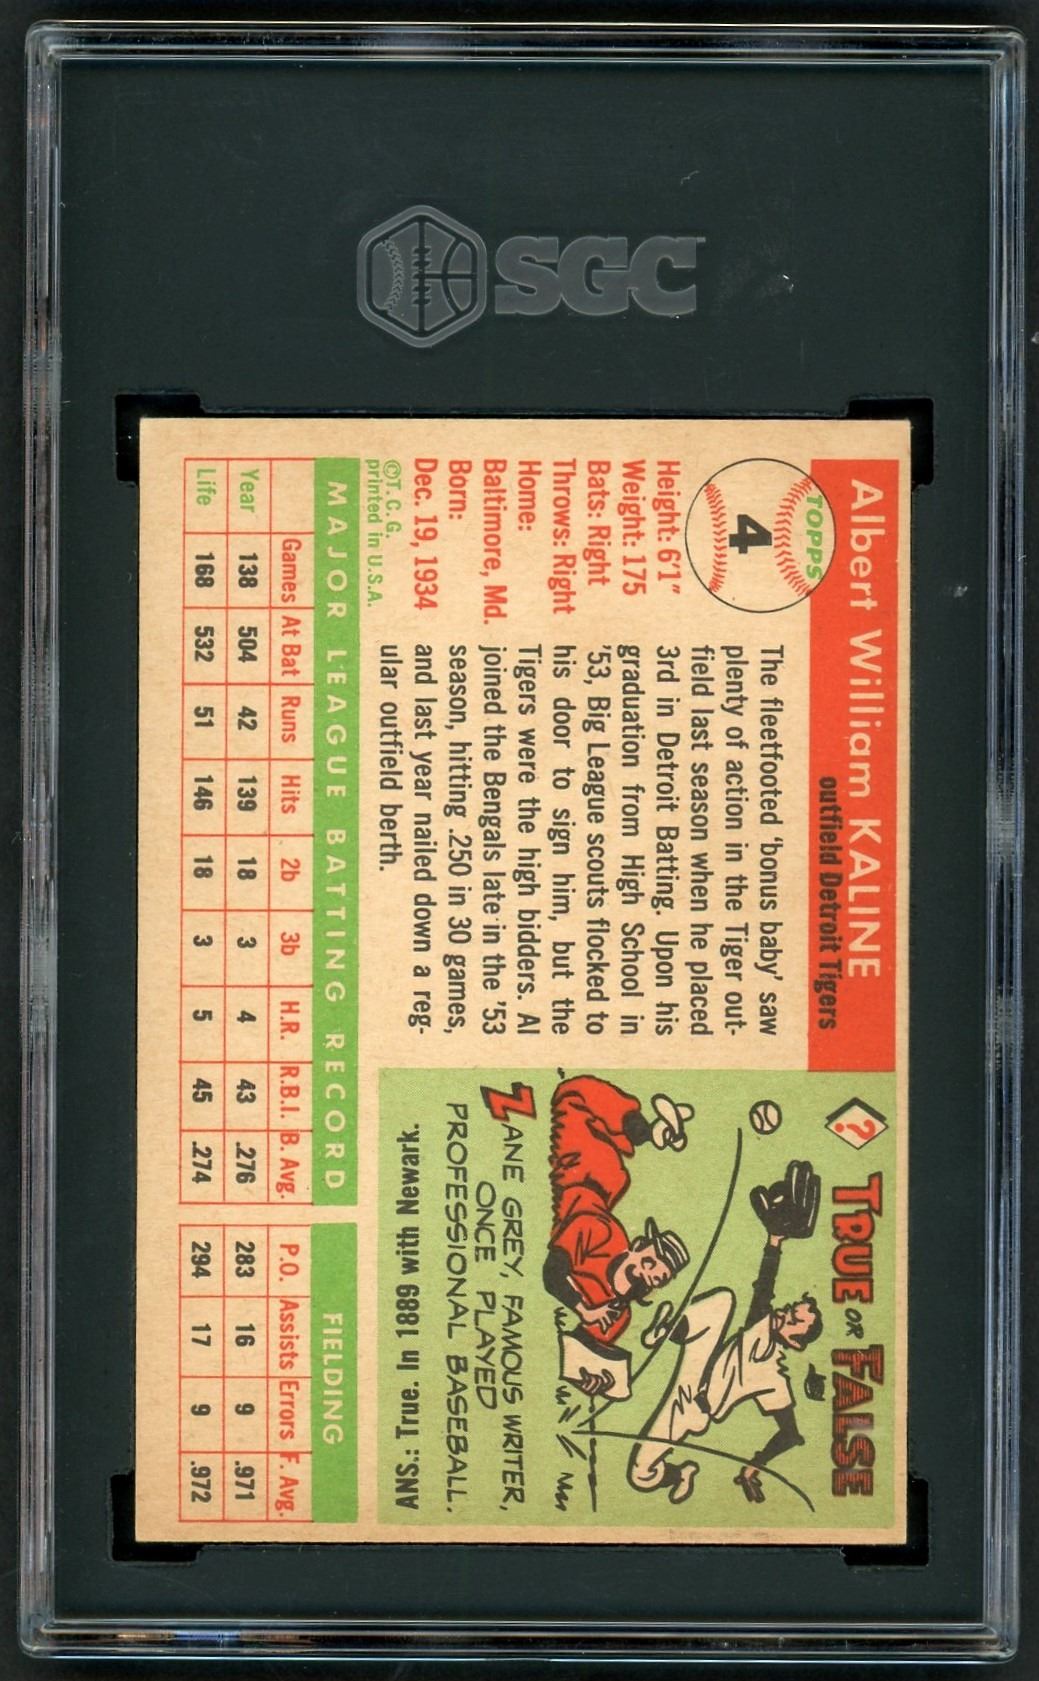 SGC
TOPPS
4
Albert William KALINE
outfield Detroit Tigers
Height: 6'1"
Weight: 175
Bats: Right
Throws: Right
Home:
Baltimore, Md.
Born:
Dec. 19, 1934
©T. C. G.
printed in U.S.A.
The fleetfooted 'bonus baby' saw
plenty of action in the Tiger out-
field last season when he placed
3rd in Detroit Batting. Upon his
graduation from High School in
'53, Big League scouts flocked to
his door to sign him, but the
Tigers were the high bidders. Al
joined the Bengals late in the '53
season, hitting .250 in 30 games,
and last year nailed down a reg-
ular outfield berth.
? TRUE OR FALSE
ZANE GREY, FAMOUS WRITER,
ONCE PLAYED
PROFESSIONAL BASEBALL.
ANS.: True. In 1889 with Newark.
MAJOR LEAGUE BATTING RECORD FIELDING
Games At Bat Runs Hits 2b 3b H.R. R.B.I. B. Avg. P.O. Assists Errors F. Avg.
Year 138 504 42 139 18 3 4 43 .276 283 16 9 .971
Life 168 532 51 146 18 3 5 45 .274 294 17 9 .972